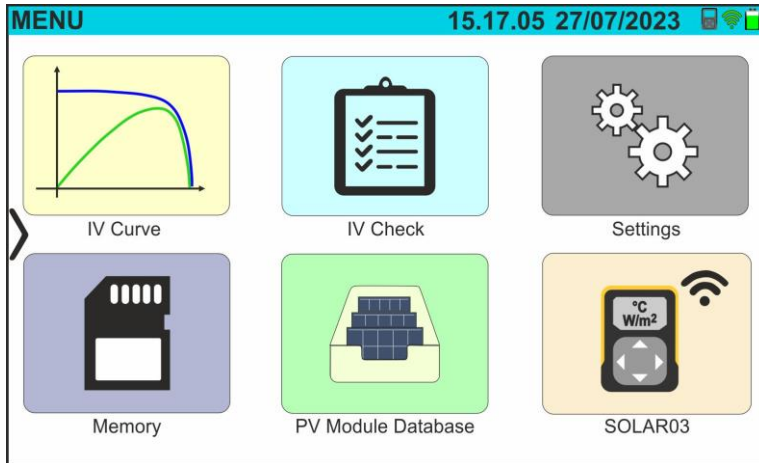 MENU 15.17.05 27/07/2023
IV Curve IV Check Settings
°C
W/m²
Memory PV Module Database SOLAR03